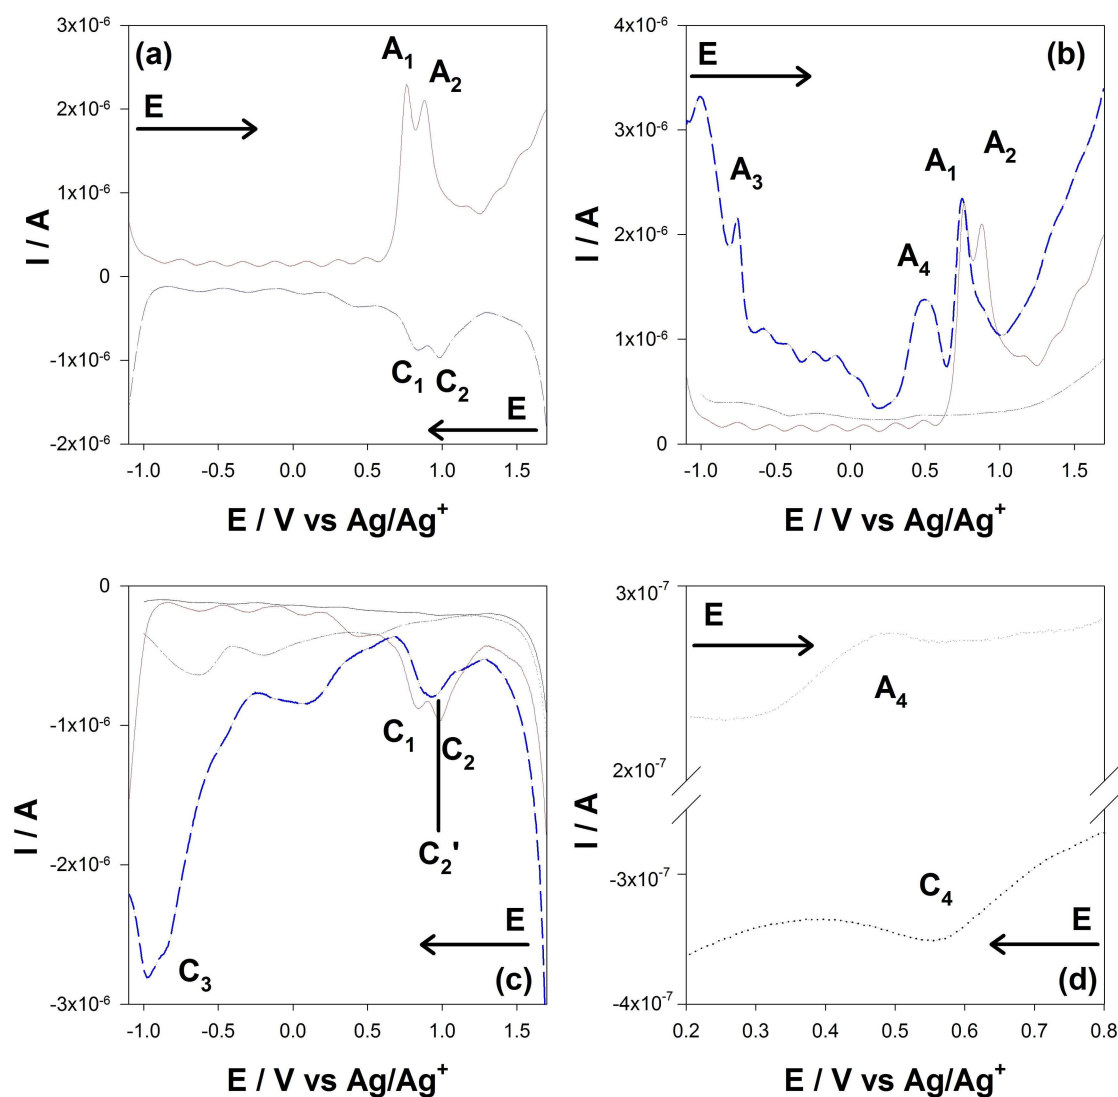 (a)
A₁
A₂
E
3x10⁻⁶
2x10⁻⁶
1x10⁻⁶
0
-1x10⁻⁶
-2x10⁻⁶
I / A
C₁
C₂
E
-1.0 -0.5 0.0 0.5 1.0 1.5
E / V vs Ag/Ag⁺
(b)
E
A₃
A₄
A₁
A₂
4x10⁻⁶
3x10⁻⁶
2x10⁻⁶
1x10⁻⁶
0
I / A
-1.0 -0.5 0.0 0.5 1.0 1.5
E / V vs Ag/Ag⁺
0
-1x10⁻⁶
-2x10⁻⁶
-3x10⁻⁶
I / A
C₁
C₂
C₂'
C₃
E
(c)
-1.0 -0.5 0.0 0.5 1.0 1.5
E / V vs Ag/Ag⁺
3x10⁻⁷
2x10⁻⁷
-3x10⁻⁷
-4x10⁻⁷
I / A
E
A₄
C₄
E
(d)
0.2 0.3 0.4 0.5 0.6 0.7 0.8
E / V vs Ag/Ag⁺